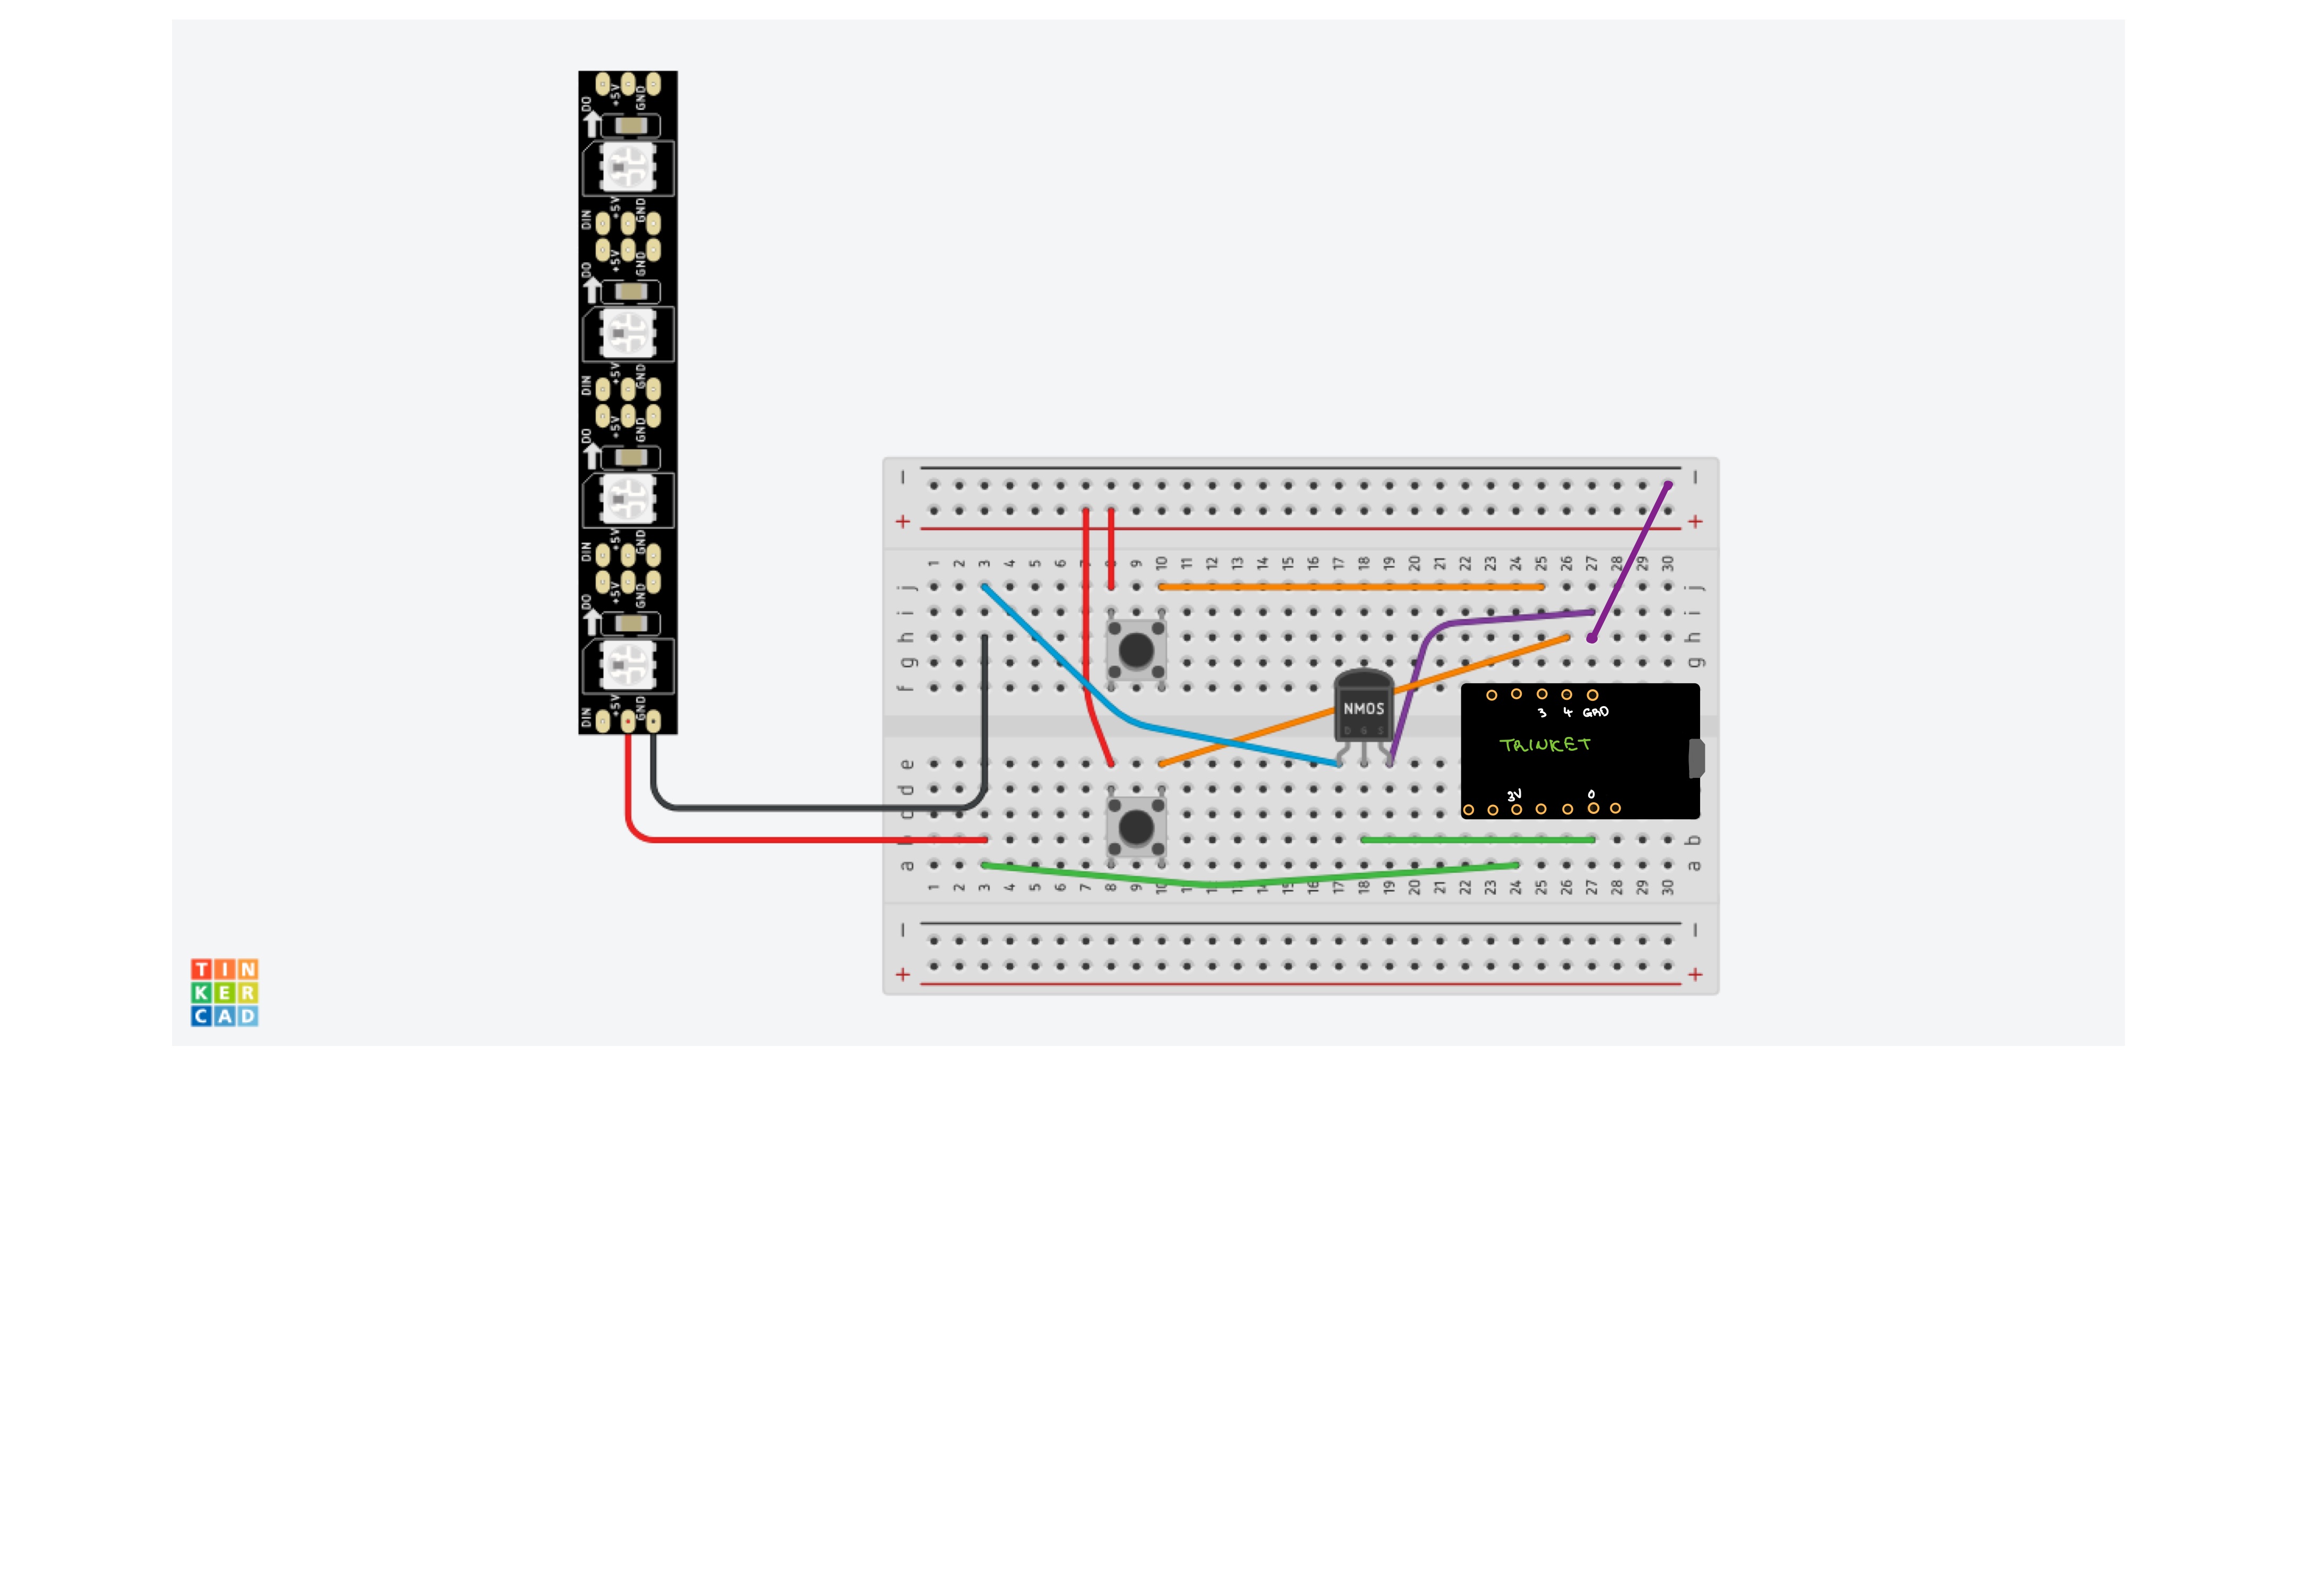 DO
+5V
GND
DIN
+5V
GND
DO
+5V
GND
DIN
+5V
GND
DO
+5V
GND
DIN
+5V
GND
DO
+5V
GND
DIN
+5V
GND
− −
+ +
1 2 3 4 5 6 7 8 9 10 11 12 13 14 15 16 17 18 19 20 21 22 23 24 25 26 27 28 29 30
j j
i i
h h
g g
f
NMOS
D G S
3 4 GND
TRINKET
3V 0
e
d
c
b b
a a
1 2 3 4 5 6 7 8 9 10 11 12 13 14 15 16 17 18 19 20 21 22 23 24 25 26 27 28 29 30
− −
+ +
TIN
KER
CAD